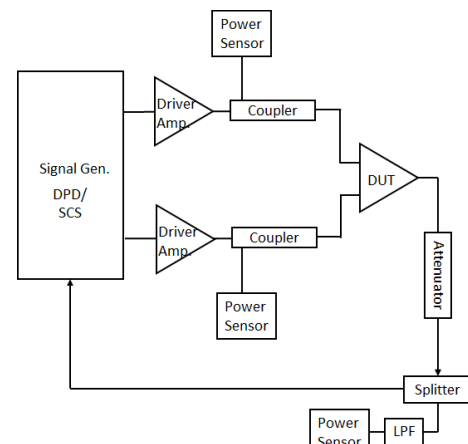 Power
Sensor
Driver
Amp.
Coupler
Signal Gen.
DPD/
SCS
DUT
Driver
Amp.
Coupler
Attenuator
Power
Sensor
Splitter
Power
Sensor
LPF